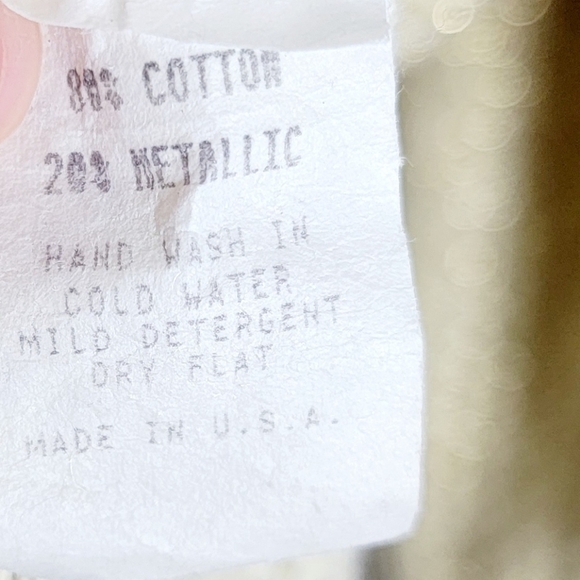 80% COTTON
20% METALLIC
HAND WASH IN
COLD WATER
MILD DETERGENT
DRY FLAT
MADE IN U.S.A.